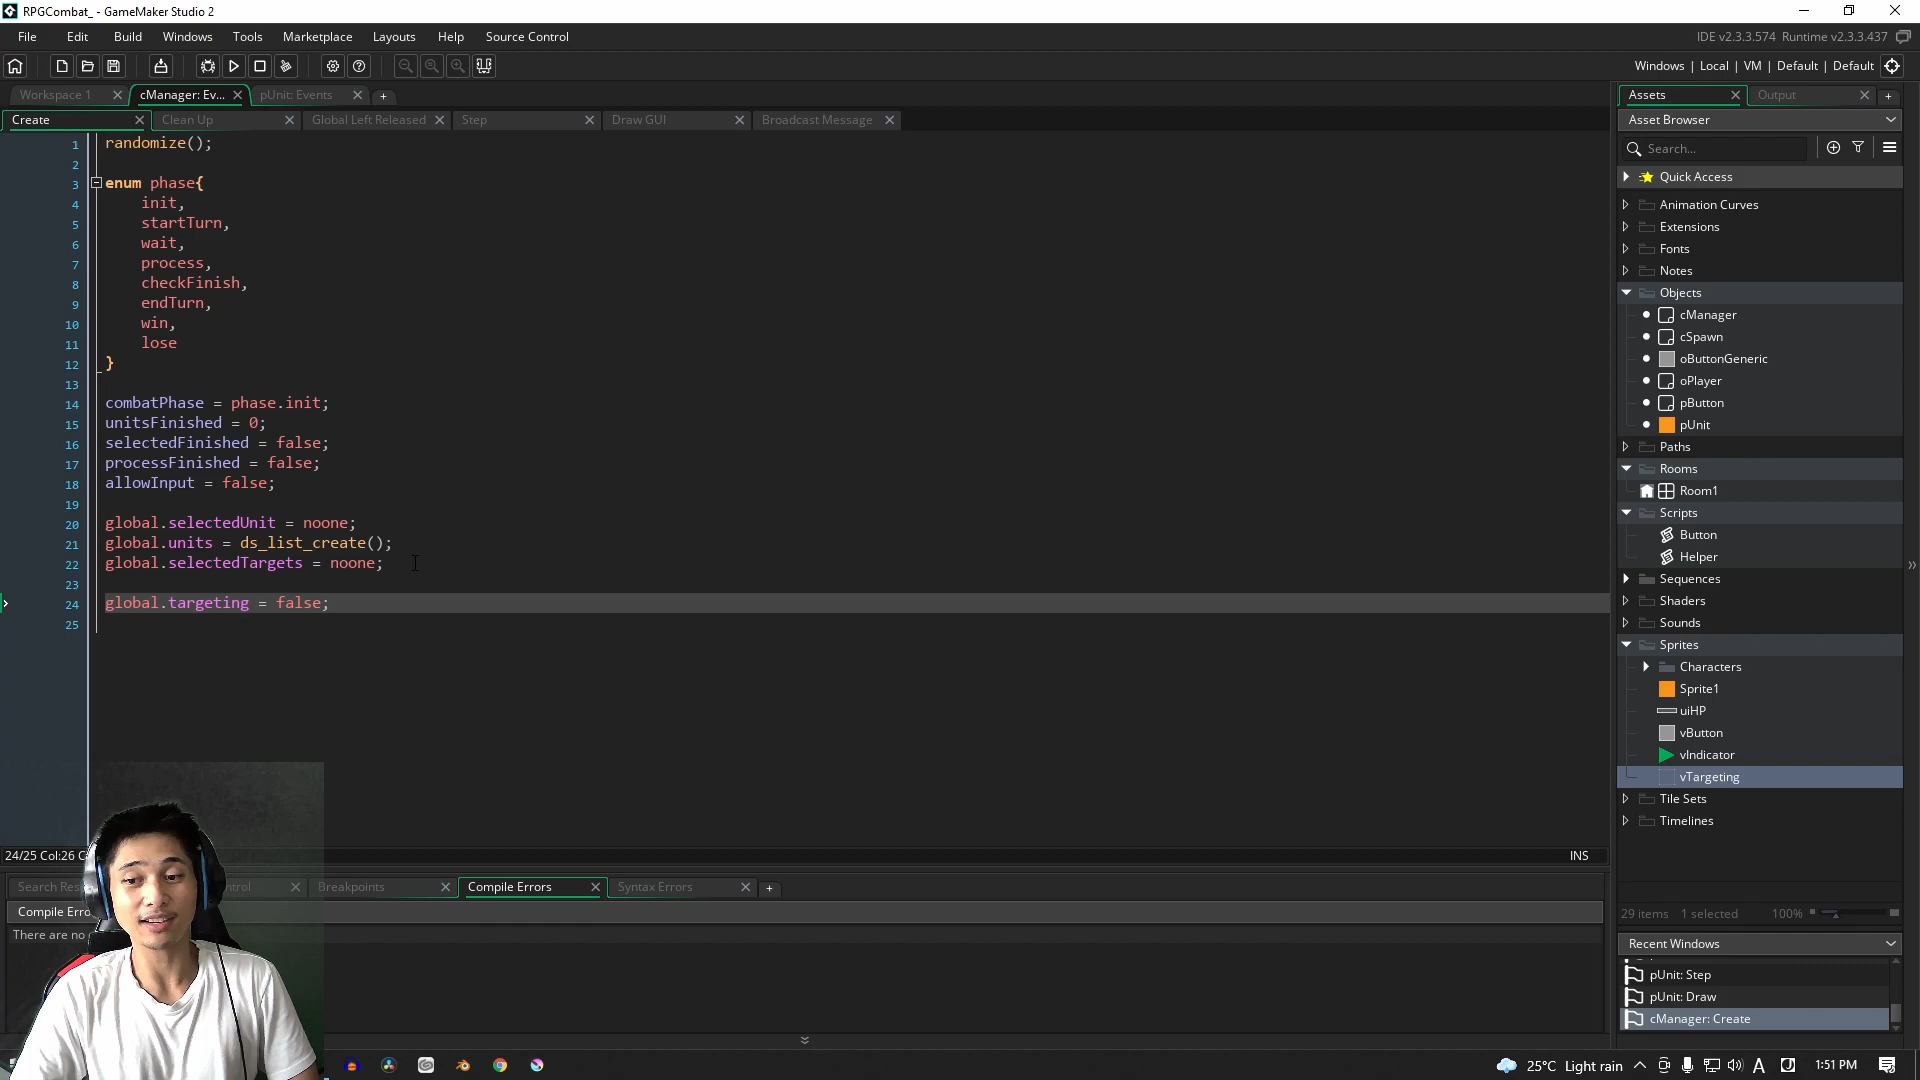 RPGCombat_ - GameMaker Studio 2
File Edit Build Windows Tools Marketplace Layouts Help Source Control
IDE v2.3.3.574 Runtime v2.3.3.437
Windows | Local | VM | Default | Default
Workspace 1 cManager: Ev... pUnit: Events
Create Clean Up Global Left Released Step Draw GUI Broadcast Message
1 randomize();
2
3 enum phase{
4 init,
5 startTurn,
6 wait,
7 process,
8 checkFinish,
9 endTurn,
10 win,
11 lose
12 }
13
14 combatPhase = phase.init;
15 unitsFinished = 0;
16 selectedFinished = false;
17 processFinished = false;
18 allowInput = false;
19
20 global.selectedUnit = noone;
21 global.units = ds_list_create();
22 global.selectedTargets = noone;
23
24 global.targeting = false;
25
24/25 Col:26 C
INS
Search Res
ntrol
Breakpoints
Compile Errors
Syntax Errors
Compile Erro
There are no
Assets Output
Asset Browser
Search...
Quick Access
Animation Curves
Extensions
Fonts
Notes
Objects
cManager
cSpawn
oButtonGeneric
oPlayer
pButton
pUnit
Paths
Rooms
Room1
Scripts
Button
Helper
Sequences
Shaders
Sounds
Sprites
Characters
Sprite1
uiHP
vButton
vIndicator
vTargeting
Tile Sets
Timelines
29 items 1 selected 100%
Recent Windows
pUnit: Step
pUnit: Draw
cManager: Create
25°C Light rain A 1:51 PM